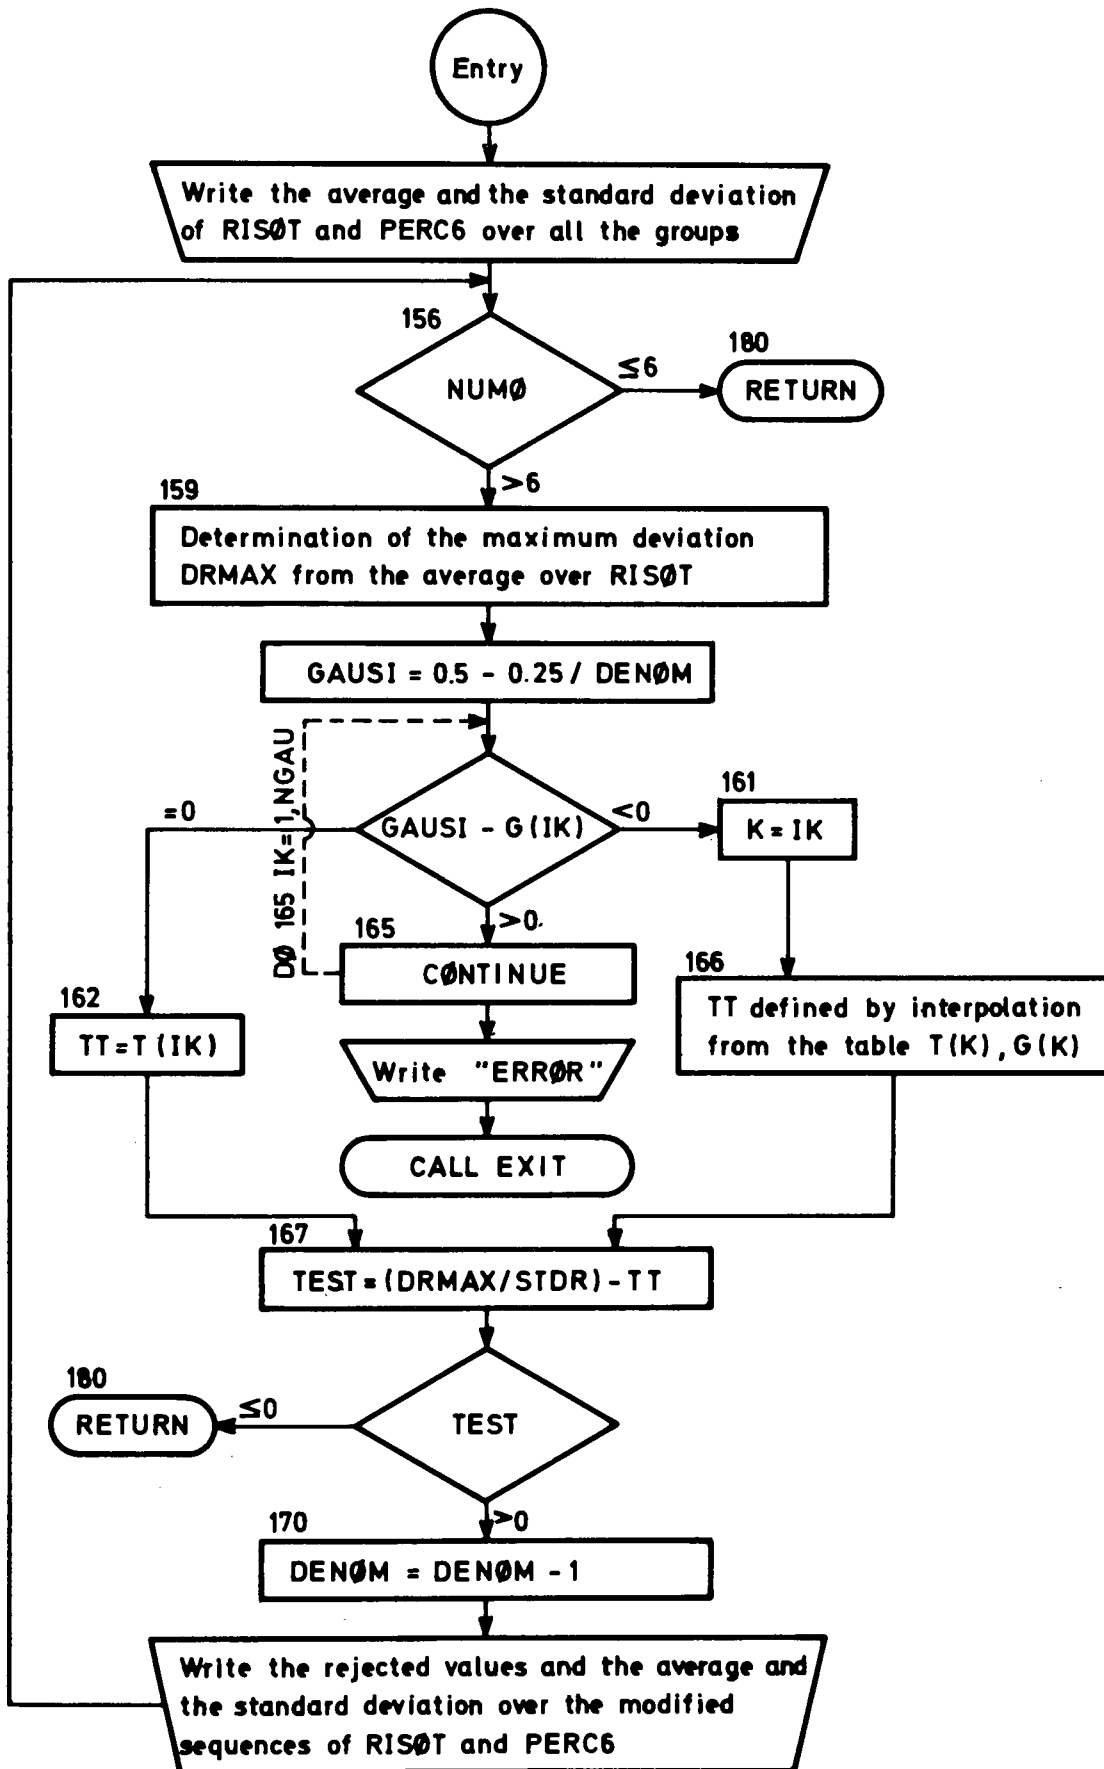 Entry
Write the average and the standard deviation
of RISØT and PERC6 over all the groups
156
NUMØ
≤6
180
RETURN
>6
159
Determination of the maximum deviation
DRMAX from the average over RISØT
GAUSI = 0.5 - 0.25 / DENØM
DØ 165 IK=1,NGAU
GAUSI - G(IK)
=0
<0
161
K = IK
>0
165
CØNTINUE
162
TT=T(IK)
166
TT defined by interpolation
from the table T(K), G(K)
Write "ERRØR"
CALL EXIT
167
TEST=(DRMAX/STDR)-TT
180
RETURN
≤0
TEST
>0
170
DENØM = DENØM -1
Write the rejected values and the average and
the standard deviation over the modified
sequences of RISØT and PERC6